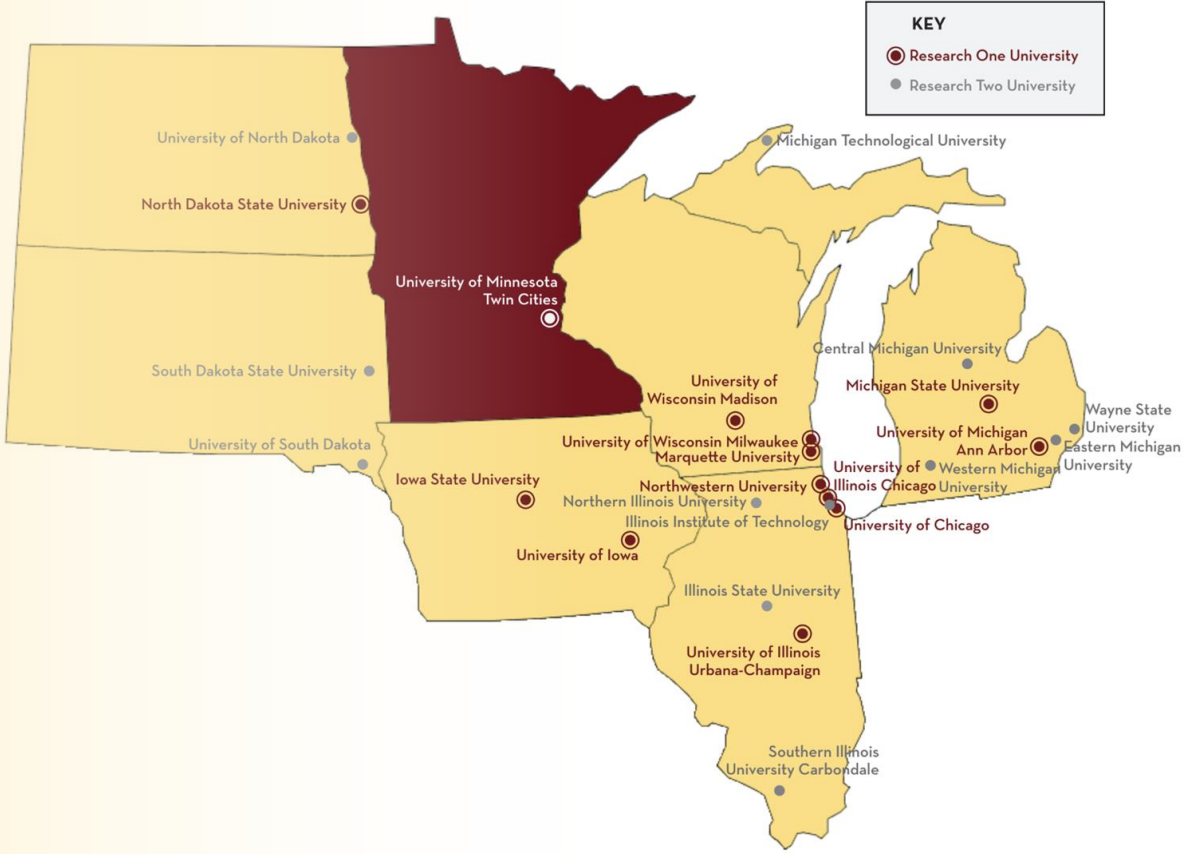 KEY
Research One University
Research Two University
Michigan Technological University
University of North Dakota
North Dakota State University
University of Minnesota
Twin Cities
Central Michigan University
South Dakota State University
University of
Wisconsin Madison
Michigan State University
Wayne State
University
University of Michigan
Ann Arbor
Eastern Michigan
University
University of South Dakota
University of Wisconsin Milwaukee
Marquette University
University of
Illinois Chicago
Western Michigan
University
Iowa State University
Northwestern University
Northern Illinois University
Illinois Institute of Technology
University of Chicago
University of Iowa
Illinois State University
University of Illinois
Urbana-Champaign
Southern Illinois
University Carbondale